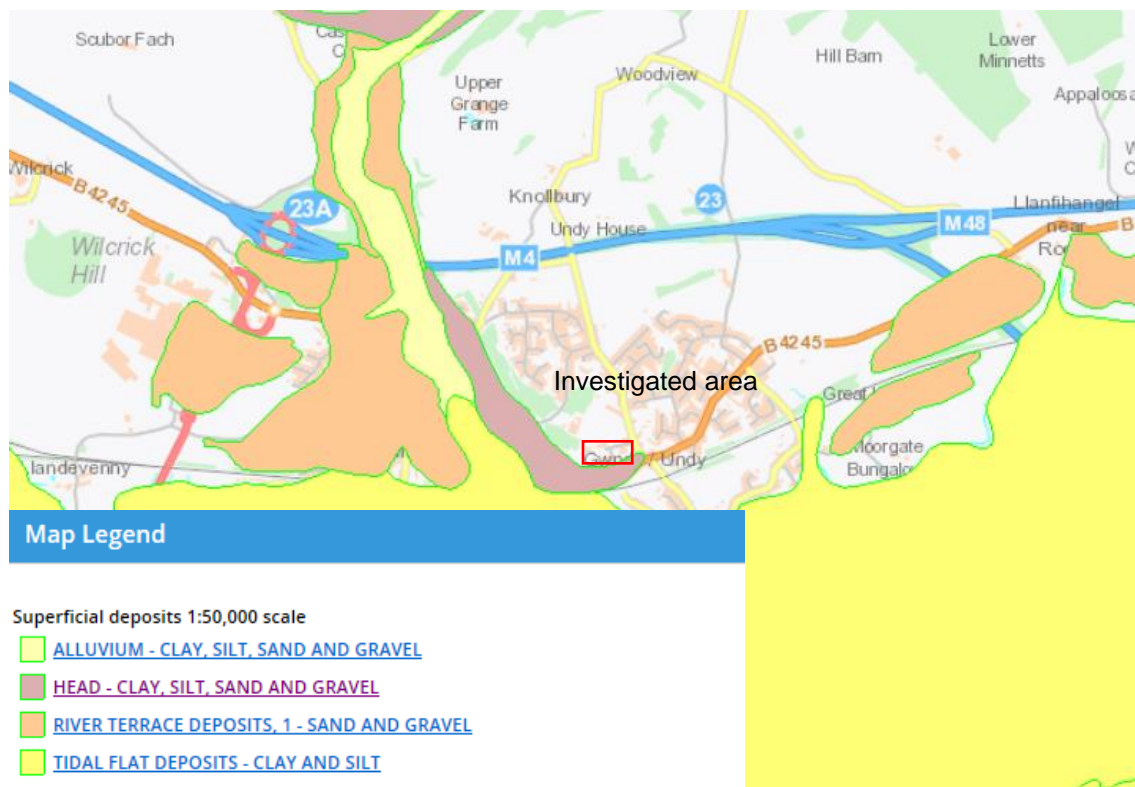 Scubor Fach
Upper
Grange
Farm
Woodview
Hill Barn
Lower
Minnetts
Wilcrick
B4245
23A
Wilcrick
Hill
Knollbury
Undy House
23
M4
M48
Llanfihangel
near
B
B4245
Investigated area
Undy
Moorgate
llandevenny
Map Legend
Superficial deposits 1:50,000 scale
ALLUVIUM - CLAY, SILT, SAND AND GRAVEL
HEAD - CLAY, SILT, SAND AND GRAVEL
RIVER TERRACE DEPOSITS, 1 - SAND AND GRAVEL
TIDAL FLAT DEPOSITS - CLAY AND SILT